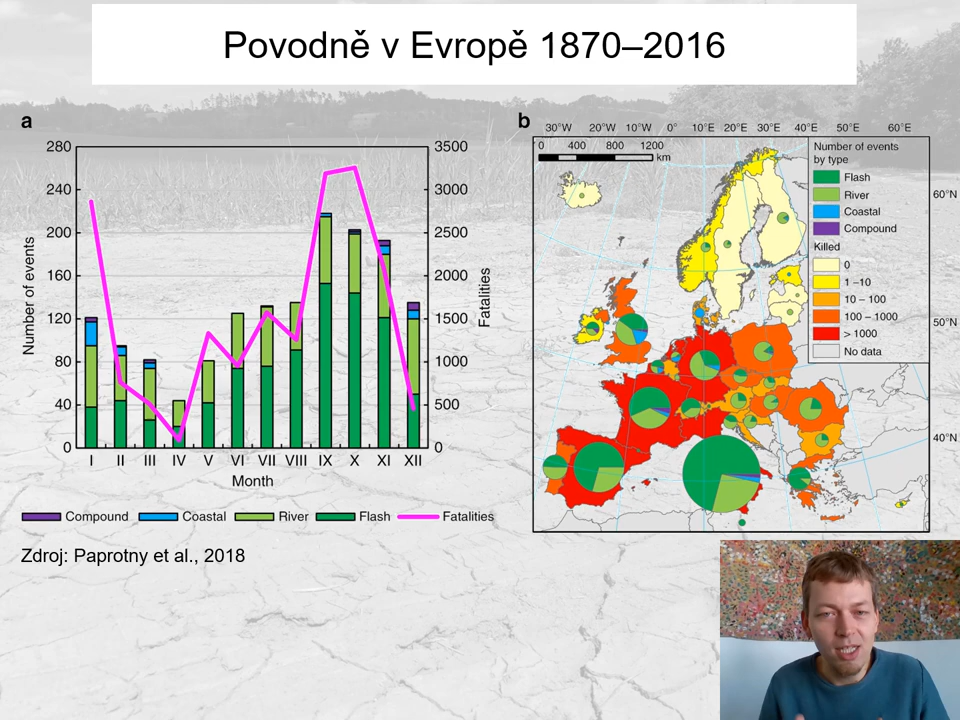 Povodně v Evropě 1870–2016
a
280
240
200
160
120
80
40
0
Number of events
3500
3000
2500
2000
1500
1000
500
0
Fatalities
I II III IV V VI VII VIII IX X XI XII
Month
Compound Coastal River Flash Fatalities
b
30°W 20°W 10°W 0° 10°E 20°E 30°E 40°E 50°E 60°E
0 400 800 1200
km
60°N
50°N
40°N
Number of events
by type
Flash
River
Coastal
Compound
Killed
0
1 –10
10 – 100
100 – 1000
> 1000
No data
Zdroj: Paprotny et al., 2018